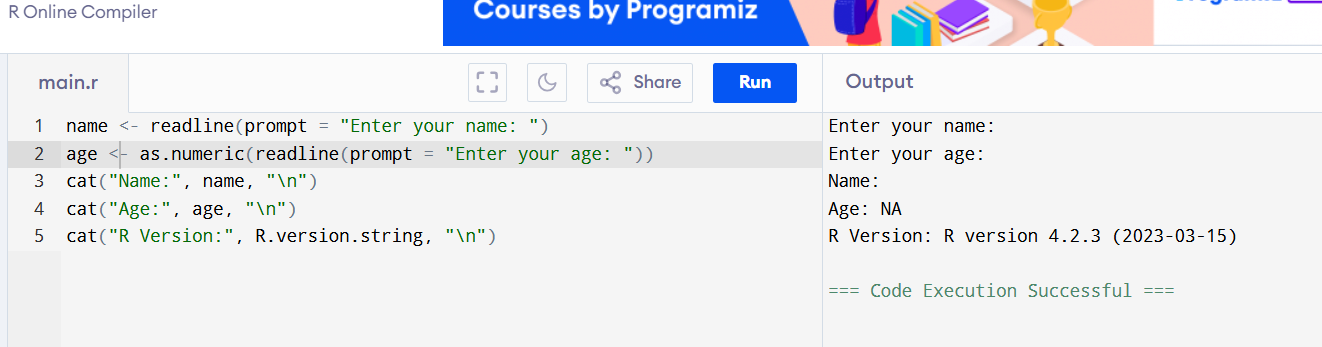 R Online Compiler
Courses by Programiz
main.r
Share
Run
Output
1 name <- readline(prompt = "Enter your name: ")
2 age <- as.numeric(readline(prompt = "Enter your age: "))
3 cat("Name:", name, "\n")
4 cat("Age:", age, "\n")
5 cat("R Version:", R.version.string, "\n")
Enter your name:
Enter your age:
Name:
Age: NA
R Version: R version 4.2.3 (2023-03-15)
=== Code Execution Successful ===